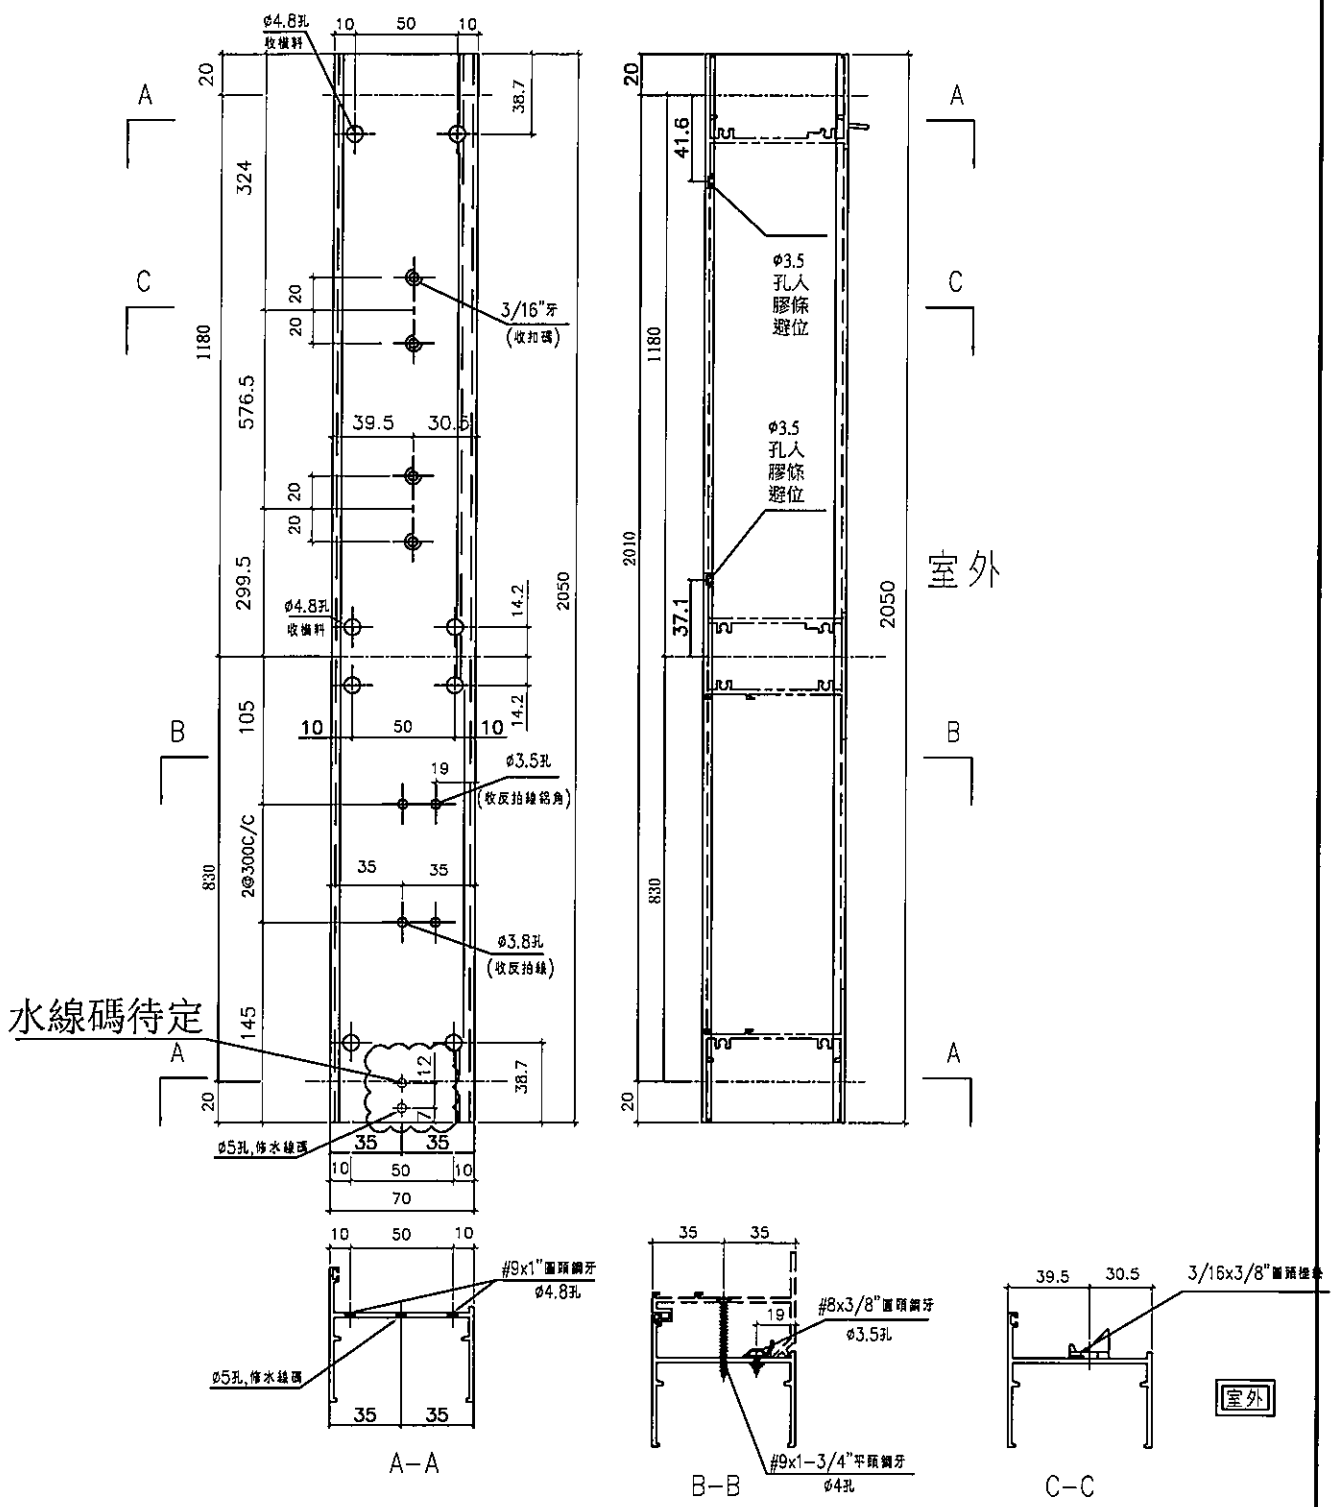 ø4.8孔
收橫料
10
50
10
20
38.7
A
324
C
20
20
3/16"牙
(收扣碼)
1180
576.5
39.5
30.5
20
20
299.5
2050
ø4.8孔
收橫料
14.2
14.2
105
10
50
10
B
19
ø3.5孔
(收反拍線鋁角)
2@300C/C
830
35
35
ø3.8孔
(收反拍線)
水線碼待定
145
A
12
38.7
20
7
ø5孔,修水線碼
35
35
10
50
10
70
20
41.6
A
ø3.5
孔入
膠條
避位
C
1180
ø3.5
孔入
膠條
避位
2010
室外
2050
37.1
B
830
A
20
10
50
10
#9x1"圓頭鋼牙
ø4.8孔
ø5孔,修水線碼
35
35
A-A
35
35
19
#8x3/8"圓頭鋼牙
ø3.5孔
#9x1-3/4"平頭鋼牙
ø4孔
B-B
39.5
30.5
3/16x3/8"圓頭
室外
C-C